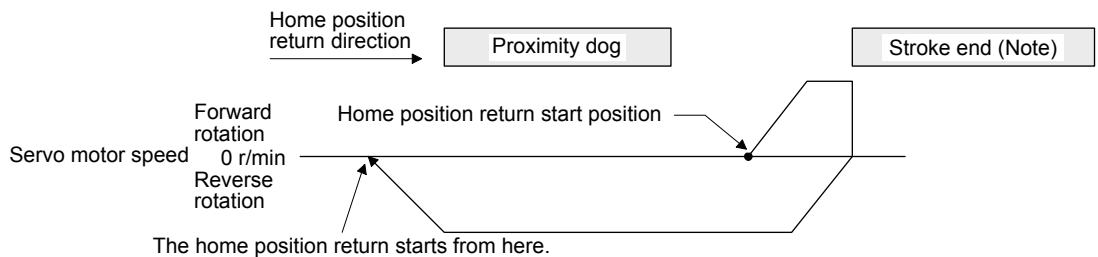 Home position
return direction
Proximity dog
Stroke end (Note)
Forward
rotation
Home position return start position
Servo motor speed
0 r/min
Reverse
rotation
The home position return starts from here.